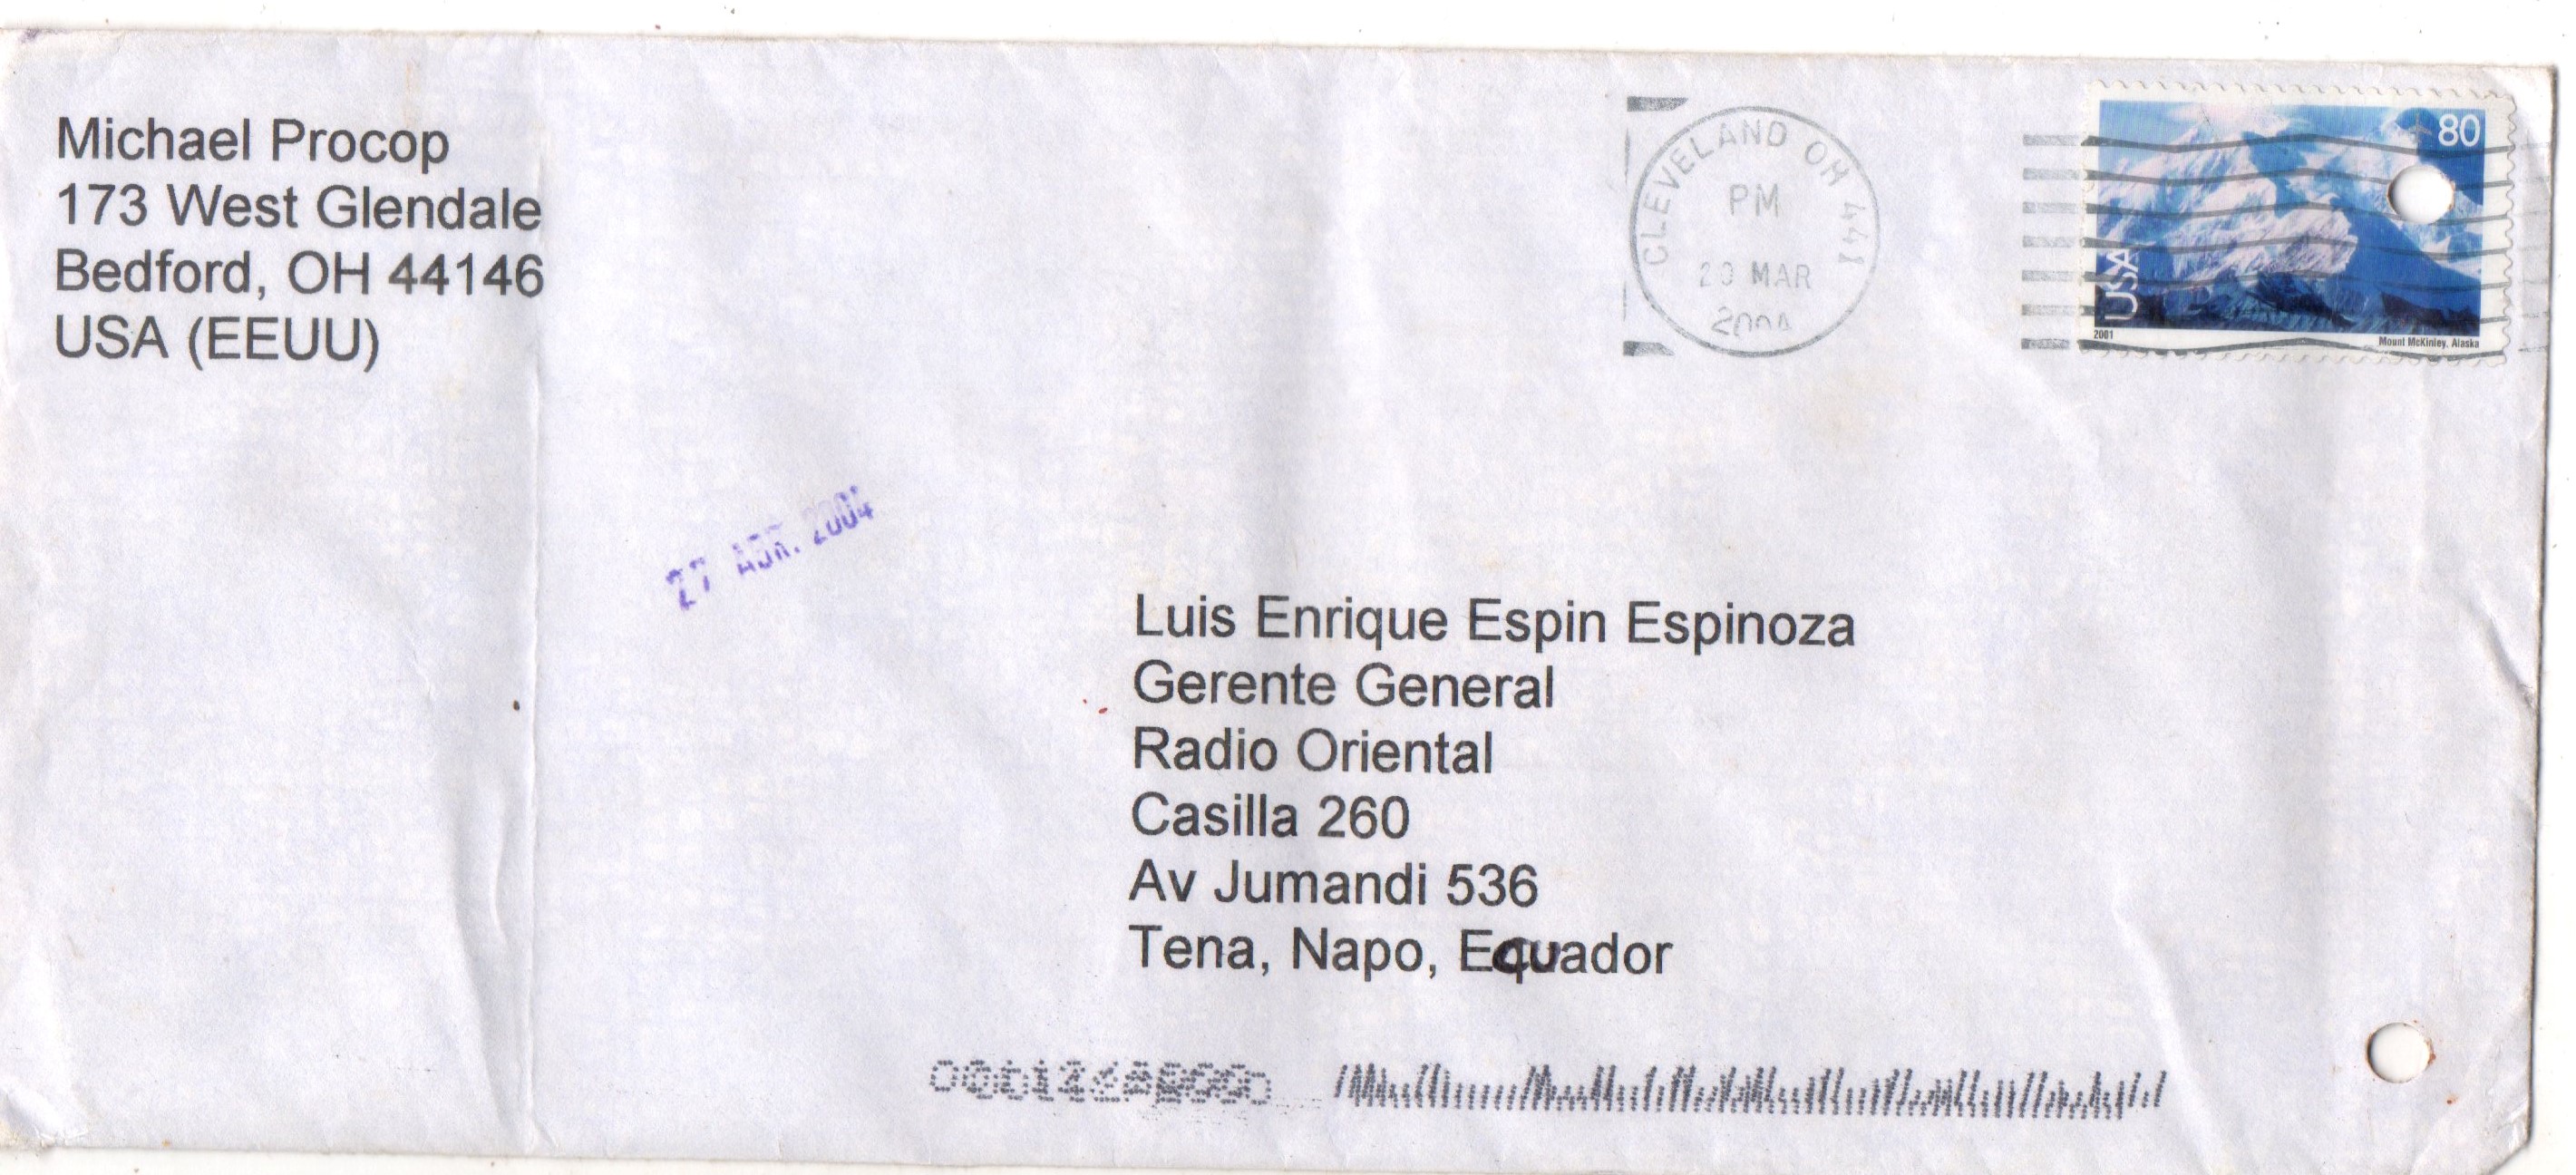 Michael Procop
173 West Glendale
Bedford, OH 44146
USA (EEUU)
CLEVELAND OH 441
PM
MAR
2004
80
USA
2001
Mount McKinley, Alaska
27 ABR. 2004
Luis Enrique Espin Espinoza
Gerente General
Radio Oriental
Casilla 260
Av Jumandi 536
Tena, Napo, Ecuador